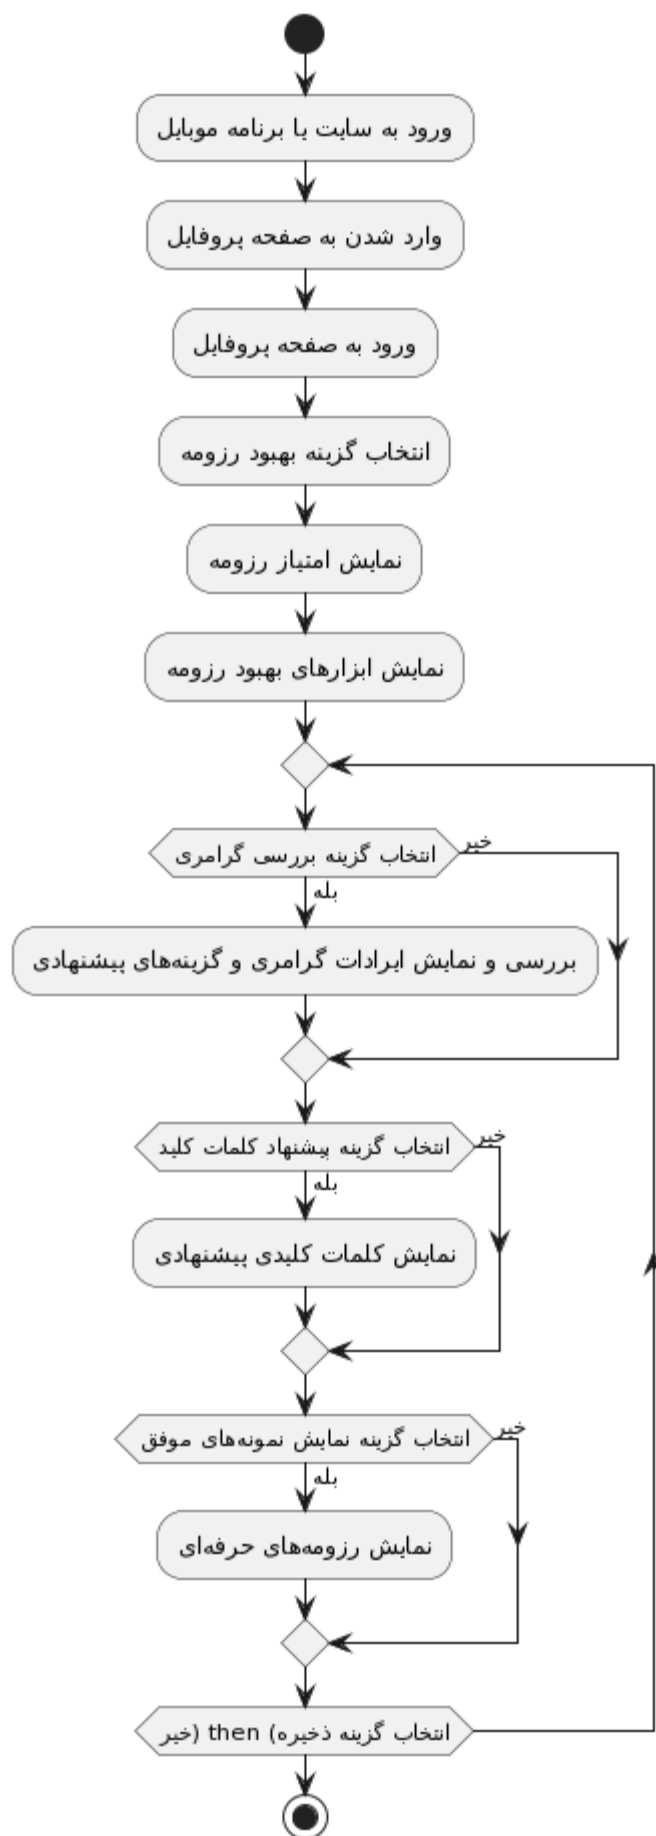 ورود به سایت یا برنامه موبایل
وارد شدن به صفحه پروفایل
ورود به صفحه پروفایل
انتخاب گزینه بهبود رزومه
نمایش امتیاز رزومه
نمایش ابزارهای بهبود رزومه
انتخاب گزینه بررسی گرامری
خیر
بله
بررسی و نمایش ایرادات گرامری و گزینه‌های پیشنهادی
انتخاب گزینه پیشنهاد کلمات کلید
خیر
بله
نمایش کلمات کلیدی پیشنهادی
انتخاب گزینه نمایش نمونه‌های موفق
خیر
بله
نمایش رزومه‌های حرفه‌ای
انتخاب گزینه ذخیره) then (خیر